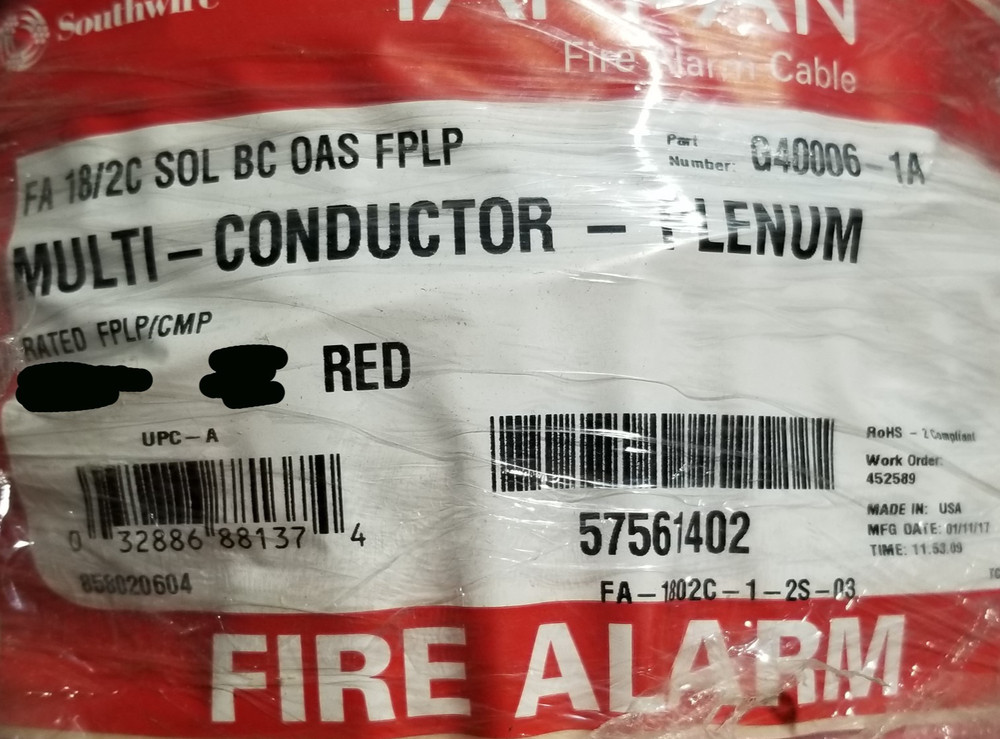 Southwire
Fire Alarm Cable
FA 18/2C SOL BC OAS FPLP
Part
Number: G40006-1A
MULTI-CONDUCTOR - PLENUM
RATED FPLP/CMP
RED
UPC-A
0 32886 88137 4
858020604
57561402
FA-1802C-1-2S-03
RoHS - 2 Compliant
Work Order:
452589
MADE IN: USA
MFG DATE: 01/11/17
TIME: 11.53.09
FIRE ALARM